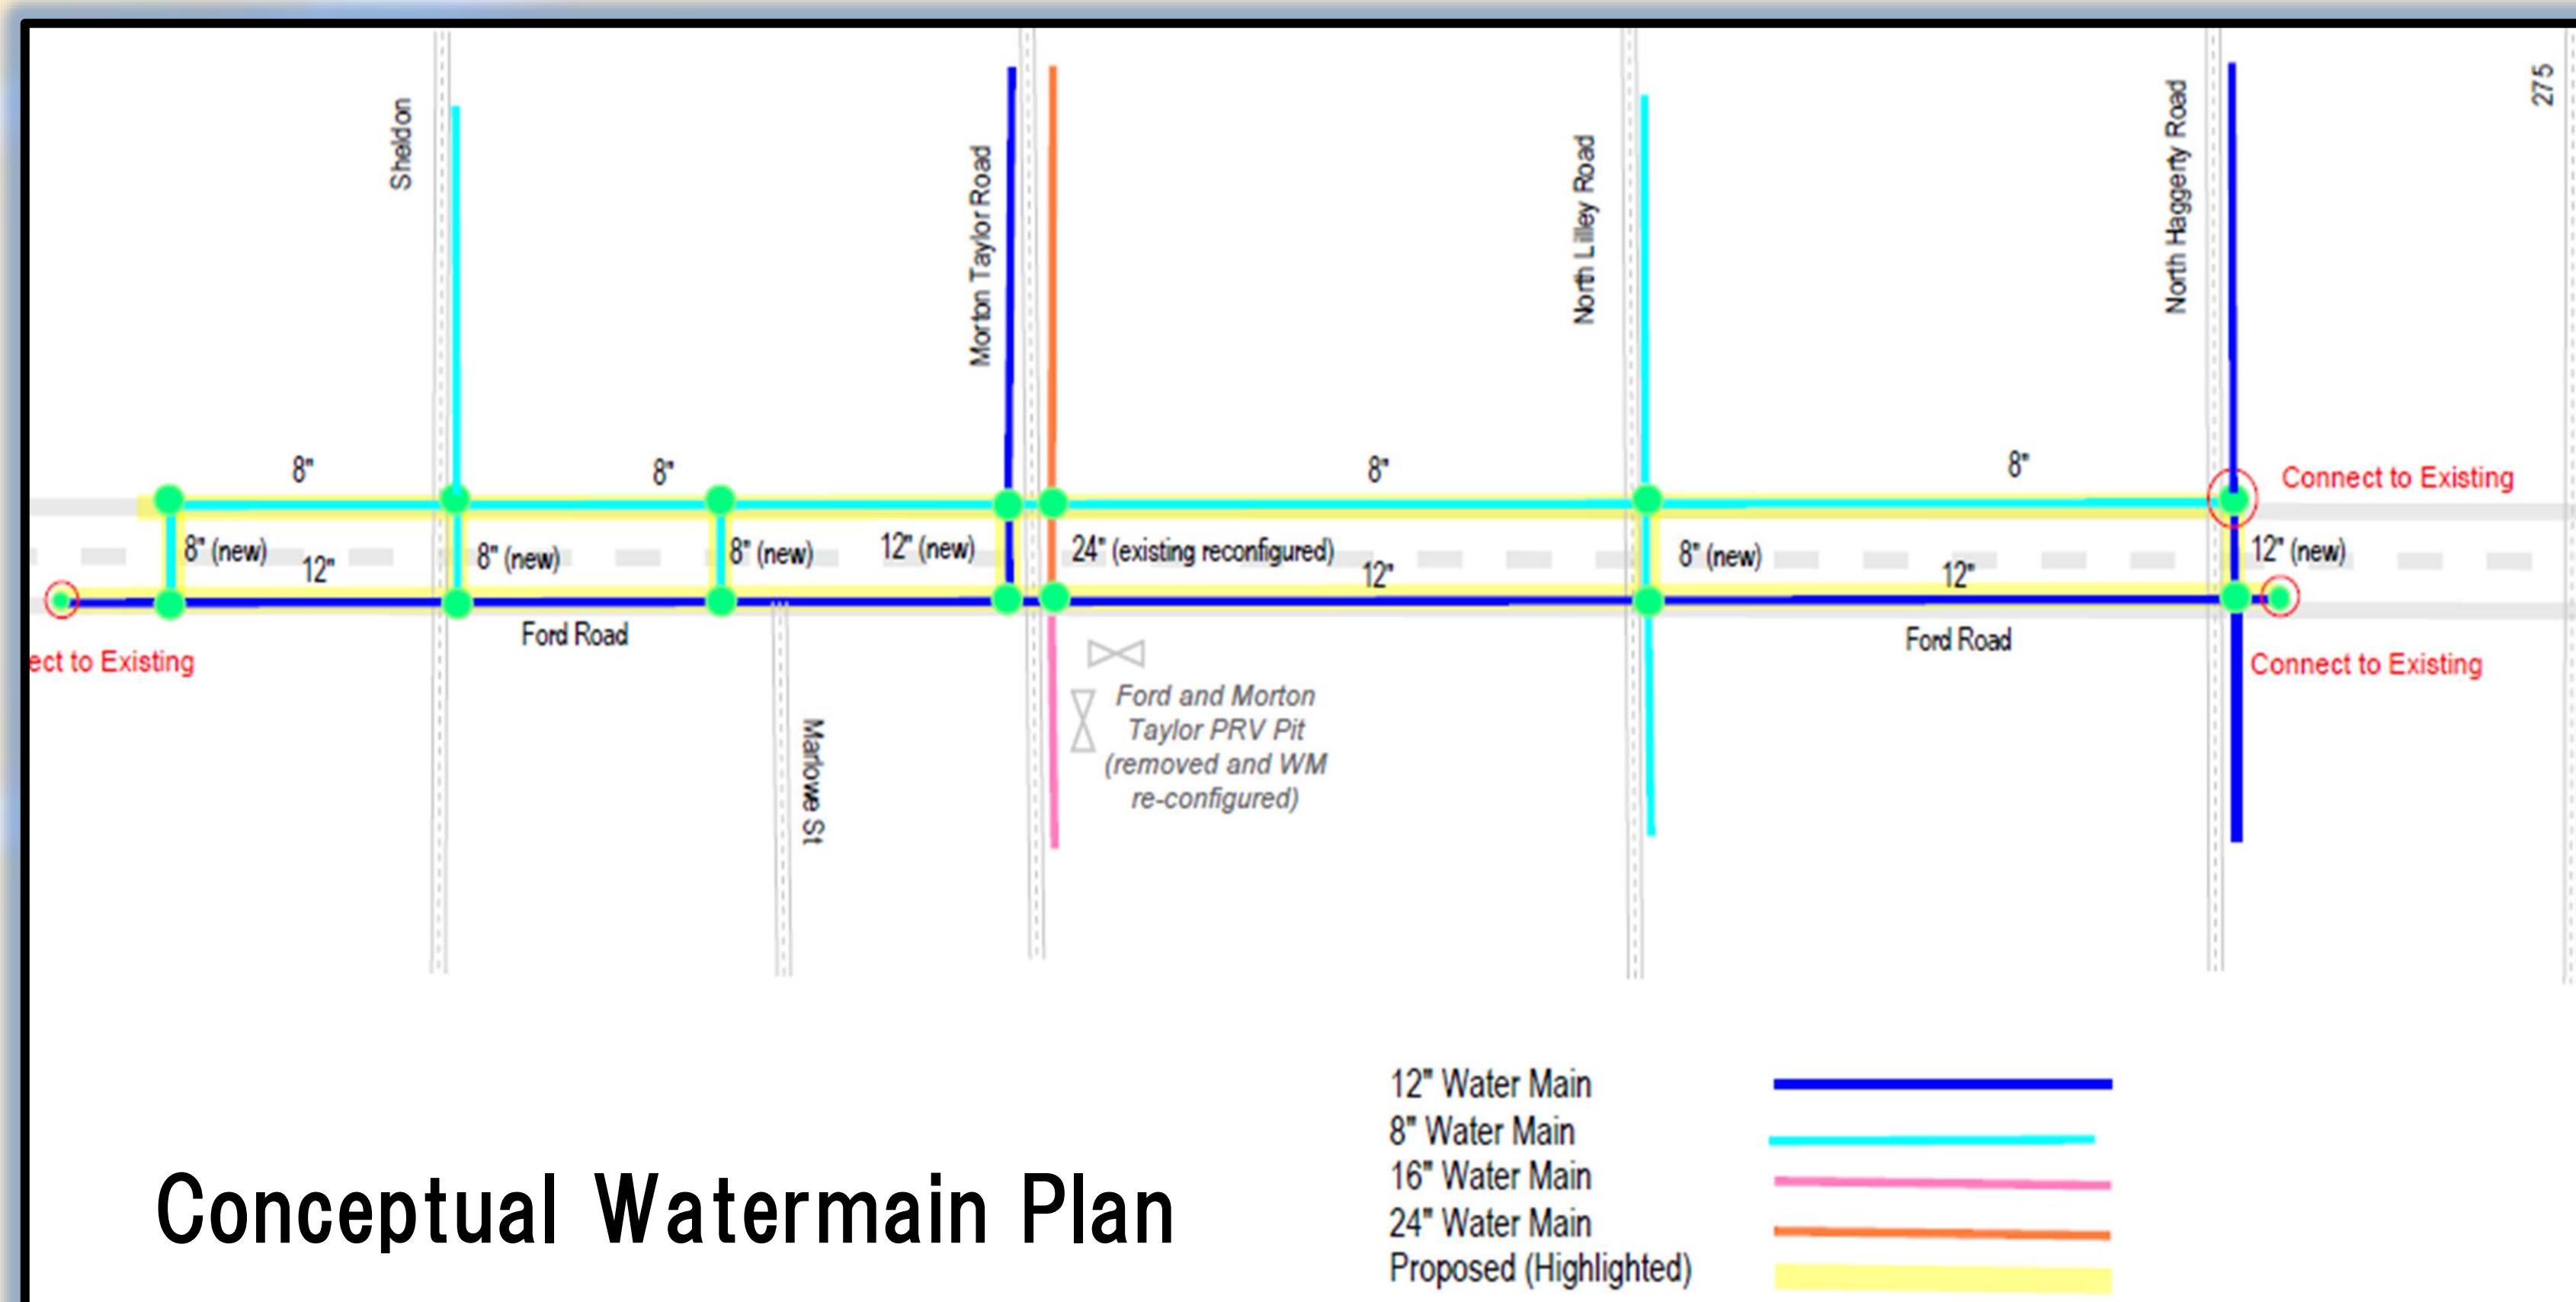 Sheldon
Morton Taylor Road
North Lilley Road
North Haggerty Road
275
8"
8"
8"
8"
Connect to Existing
8" (new)
12"
8" (new)
8" (new)
12" (new)
24" (existing reconfigured)
12"
8" (new)
12"
12" (new)
Ford Road
Ford Road
ect to Existing
Connect to Existing
Marlowe St
Ford and Morton
Taylor PRV Pit
(removed and WM
re-configured)
12" Water Main
8" Water Main
16" Water Main
24" Water Main
Proposed (Highlighted)
Conceptual Watermain Plan